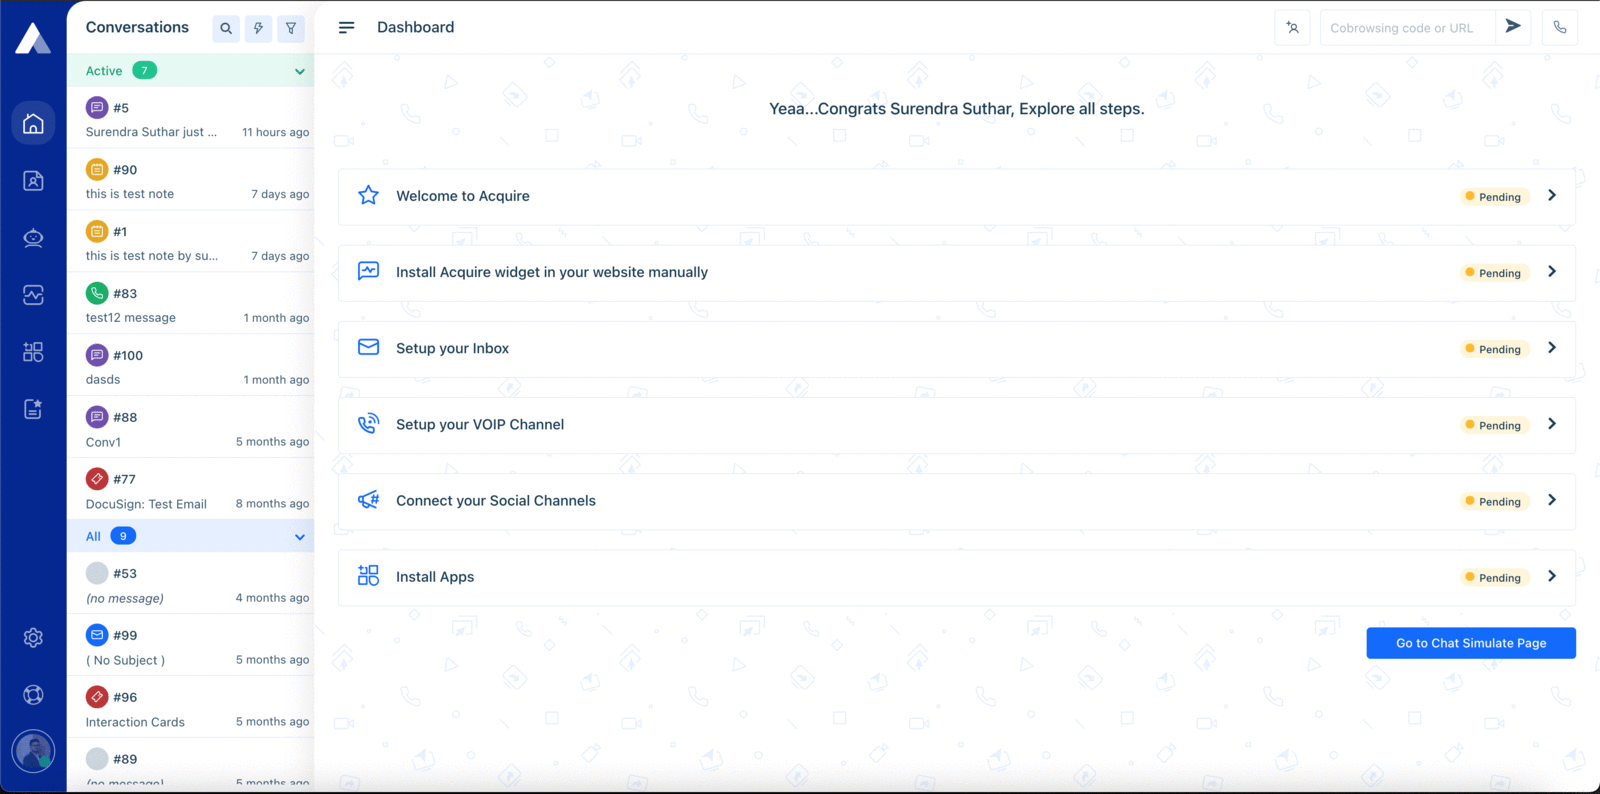 Conversations
Active 7
#5
Surendra Suthar just ... 11 hours ago
#90
this is test note 7 days ago
#1
this is test note by su... 7 days ago
#83
test12 message 1 month ago
#100
dasds 1 month ago
#88
Conv1 5 months ago
#77
DocuSign: Test Email 8 months ago
All 9
#53
(no message) 4 months ago
#99
( No Subject ) 5 months ago
#96
Interaction Cards 5 months ago
#89
(no message) 5 months ago
Dashboard
Cobrowsing code or URL
Yeaa...Congrats Surendra Suthar, Explore all steps.
Welcome to Acquire Pending
Install Acquire widget in your website manually Pending
Setup your Inbox Pending
Setup your VOIP Channel Pending
Connect your Social Channels Pending
Install Apps Pending
Go to Chat Simulate Page